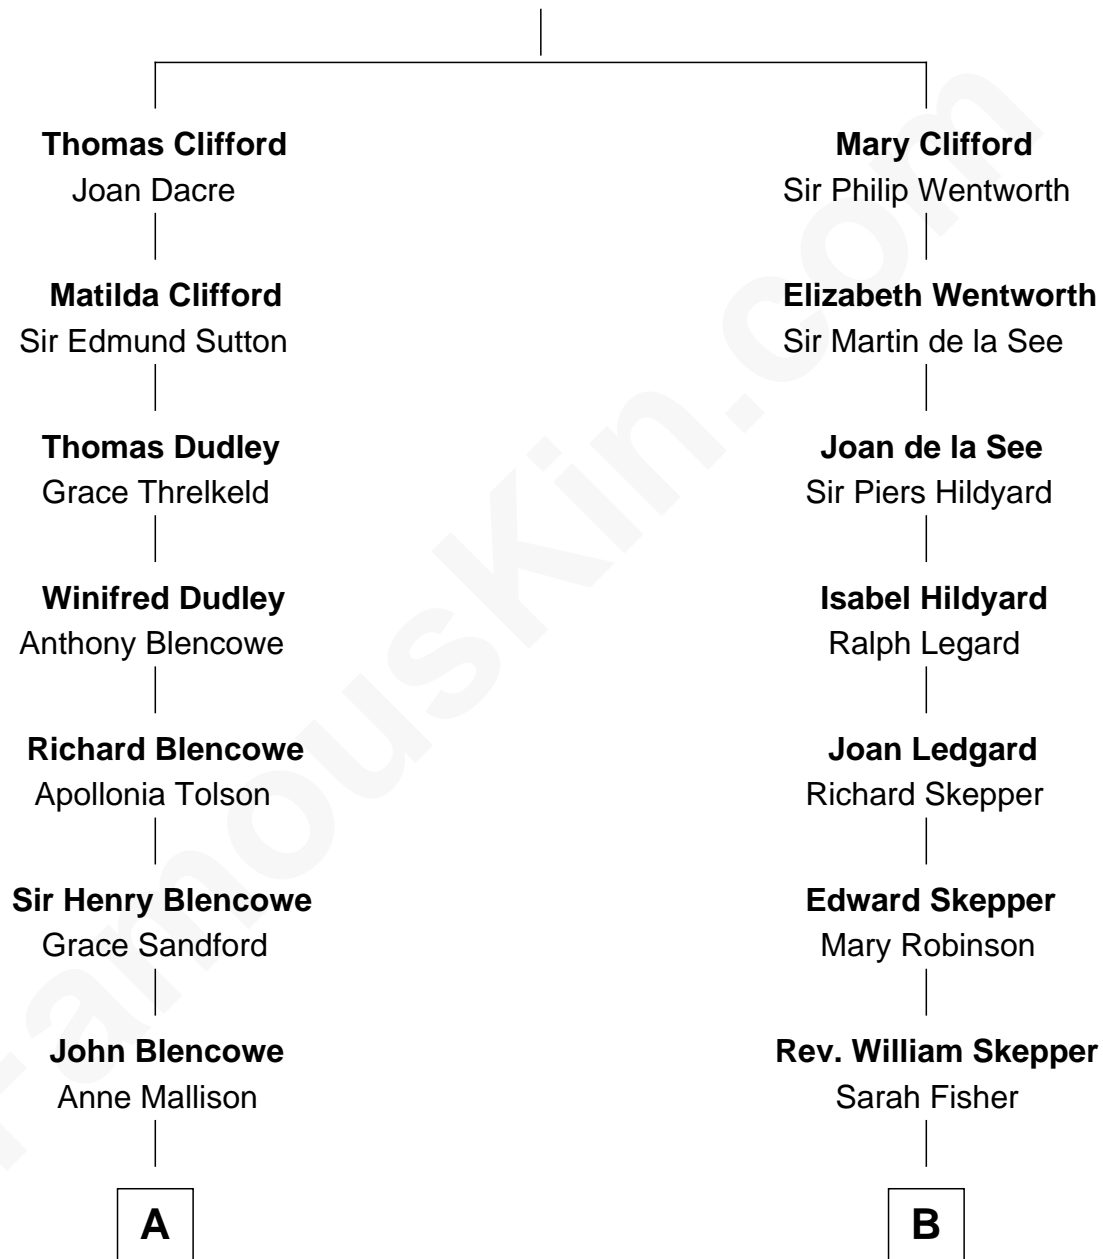 Thomas Clifford
Joan Dacre
Matilda Clifford
Sir Edmund Sutton
Thomas Dudley
Grace Threlkeld
Winifred Dudley
Anthony Blencowe
Richard Blencowe
Apollonia Tolson
Sir Henry Blencowe
Grace Sandford
John Blencowe
Anne Mallison
A
Mary Clifford
Sir Philip Wentworth
Elizabeth Wentworth
Sir Martin de la See
Joan de la See
Sir Piers Hildyard
Isabel Hildyard
Ralph Legard
Joan Ledgard
Richard Skepper
Edward Skepper
Mary Robinson
Rev. William Skepper
Sarah Fisher
B
FamousKin.com